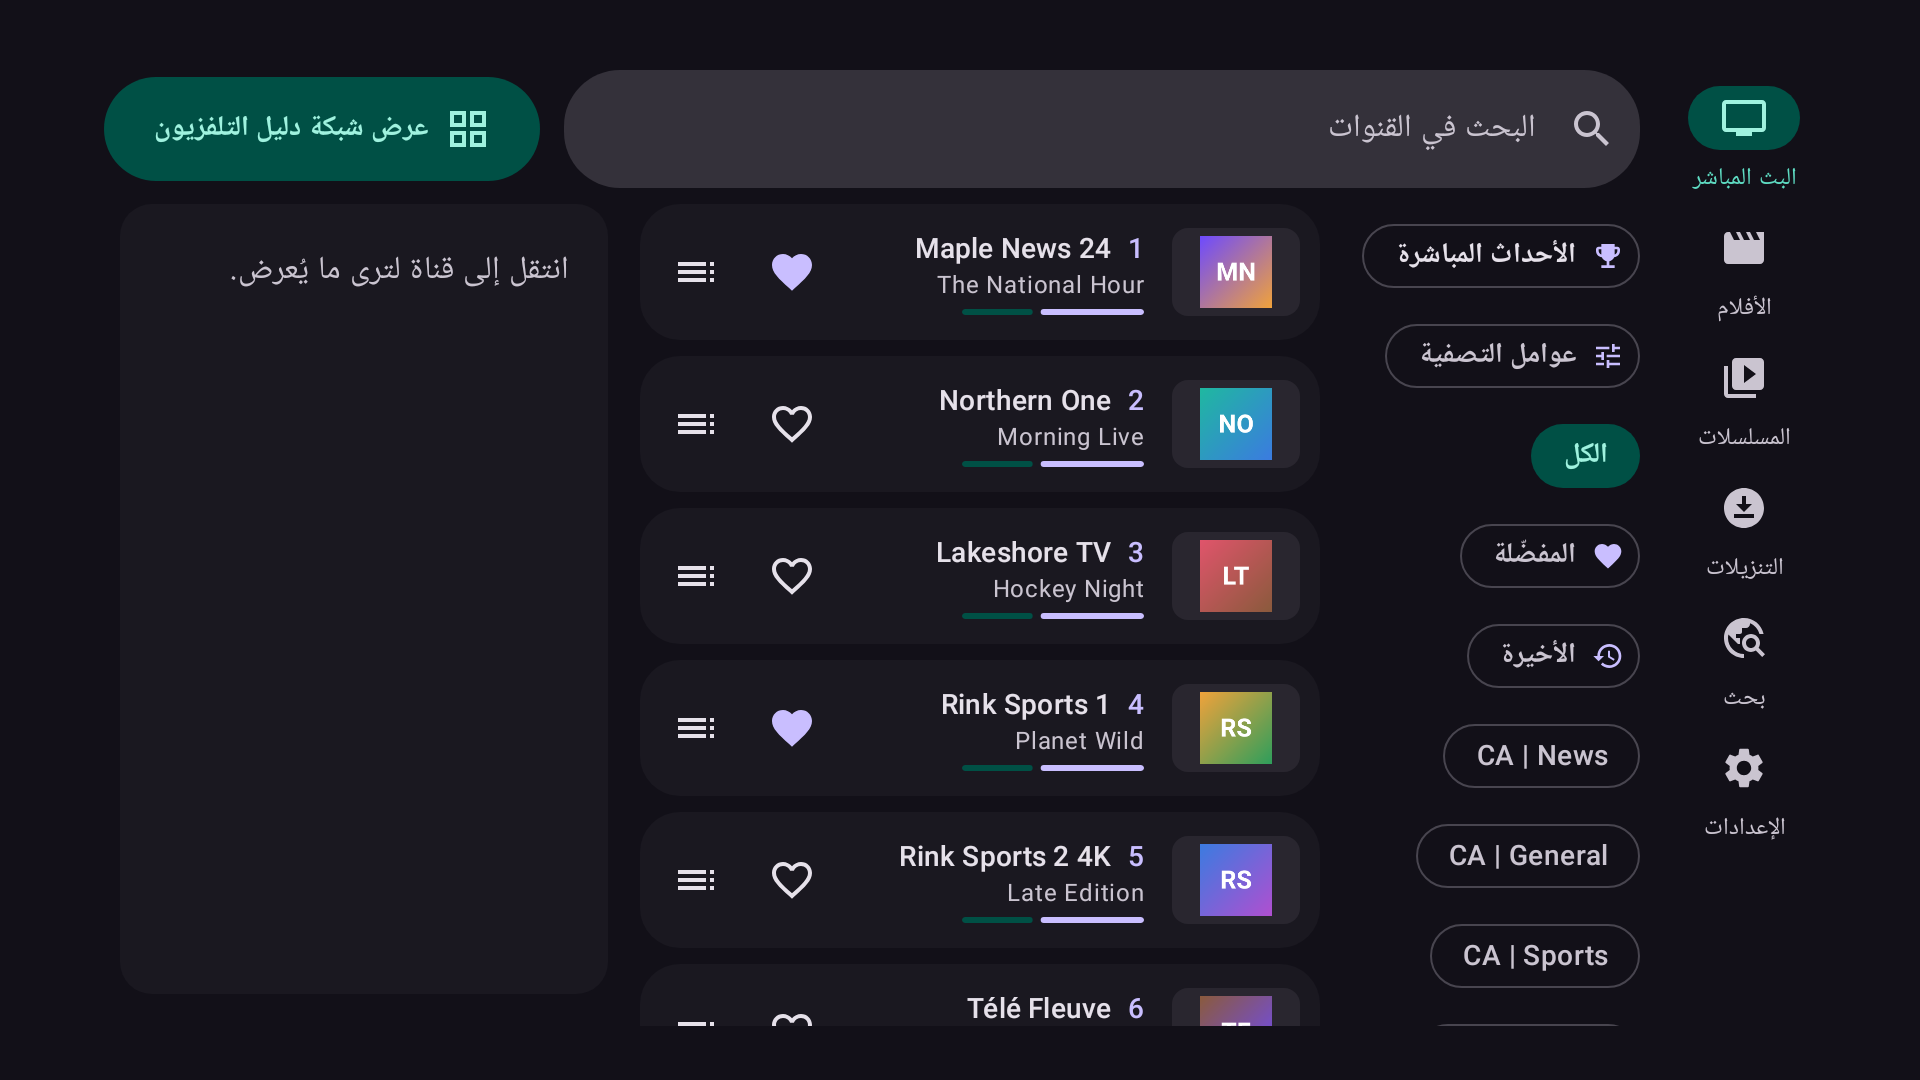 البث المباشر
الأفلام
المسلسلات
التنزيلات
بحث
الإعدادات
البحث في القنوات
عرض شبكة دليل التلفزيون
الأحداث المباشرة
عوامل التصفية
الكل
المفضّلة
الأخيرة
CA | News
CA | General
CA | Sports
MN
1 Maple News 24
The National Hour
NO
2 Northern One
Morning Live
LT
3 Lakeshore TV
Hockey Night
RS
4 Rink Sports 1
Planet Wild
RS
5 Rink Sports 2 4K
Late Edition
6 Télé Fleuve
انتقل إلى قناة لترى ما يُعرض.